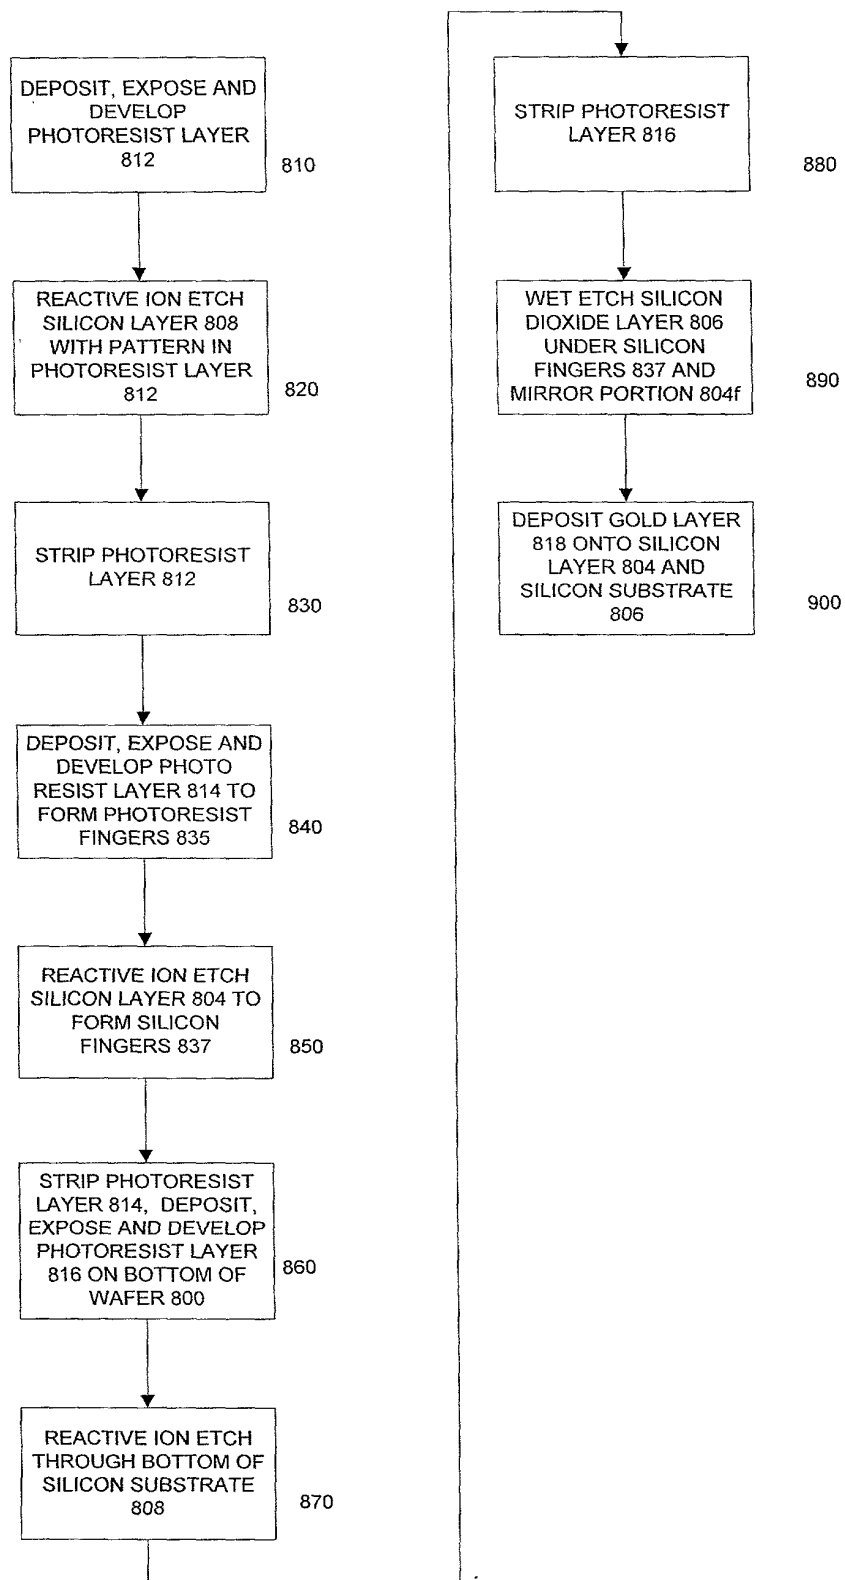 DEPOSIT, EXPOSE AND
DEVELOP
PHOTORESIST LAYER
812
810
REACTIVE ION ETCH
SILICON LAYER 808
WITH PATTERN IN
PHOTORESIST LAYER
812
820
STRIP PHOTORESIST
LAYER 812
830
DEPOSIT, EXPOSE AND
DEVELOP PHOTO
RESIST LAYER 814 TO
FORM PHOTORESIST
FINGERS 835
840
REACTIVE ION ETCH
SILICON LAYER 804 TO
FORM SILICON
FINGERS 837
850
STRIP PHOTORESIST
LAYER 814, DEPOSIT,
EXPOSE AND DEVELOP
PHOTORESIST LAYER
816 ON BOTTOM OF
WAFER 800
860
REACTIVE ION ETCH
THROUGH BOTTOM OF
SILICON SUBSTRATE
808
870
STRIP PHOTORESIST
LAYER 816
880
WET ETCH SILICON
DIOXIDE LAYER 806
UNDER SILICON
FINGERS 837 AND
MIRROR PORTION 804f
890
DEPOSIT GOLD LAYER
818 ONTO SILICON
LAYER 804 AND
SILICON SUBSTRATE
806
900